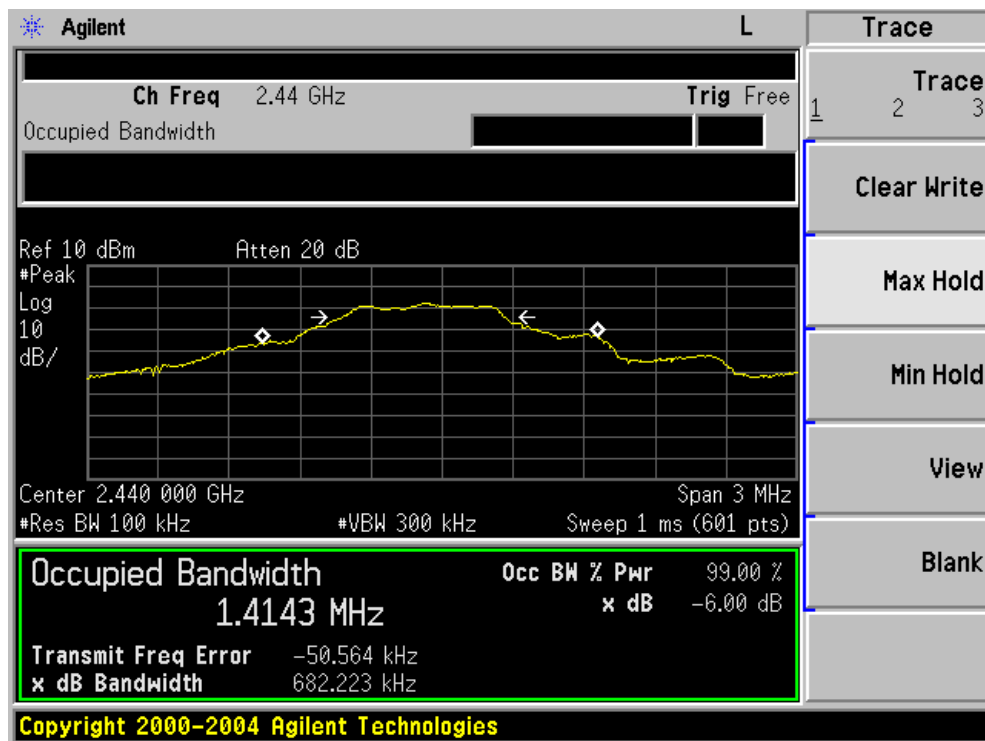 Agilent L Trace
Ch Freq 2.44 GHz Trig Free
Occupied Bandwidth
Trace
1 2 3
Clear Write
Ref 10 dBm Atten 20 dB
#Peak
Log
10
dB/
Max Hold
Min Hold
View
Center 2.440 000 GHz Span 3 MHz
#Res BW 100 kHz #VBW 300 kHz Sweep 1 ms (601 pts)
Blank
Occupied Bandwidth
1.4143 MHz
Occ BW % Pwr 99.00 %
x dB -6.00 dB
Transmit Freq Error -50.564 kHz
x dB Bandwidth 682.223 kHz
Copyright 2000-2004 Agilent Technologies